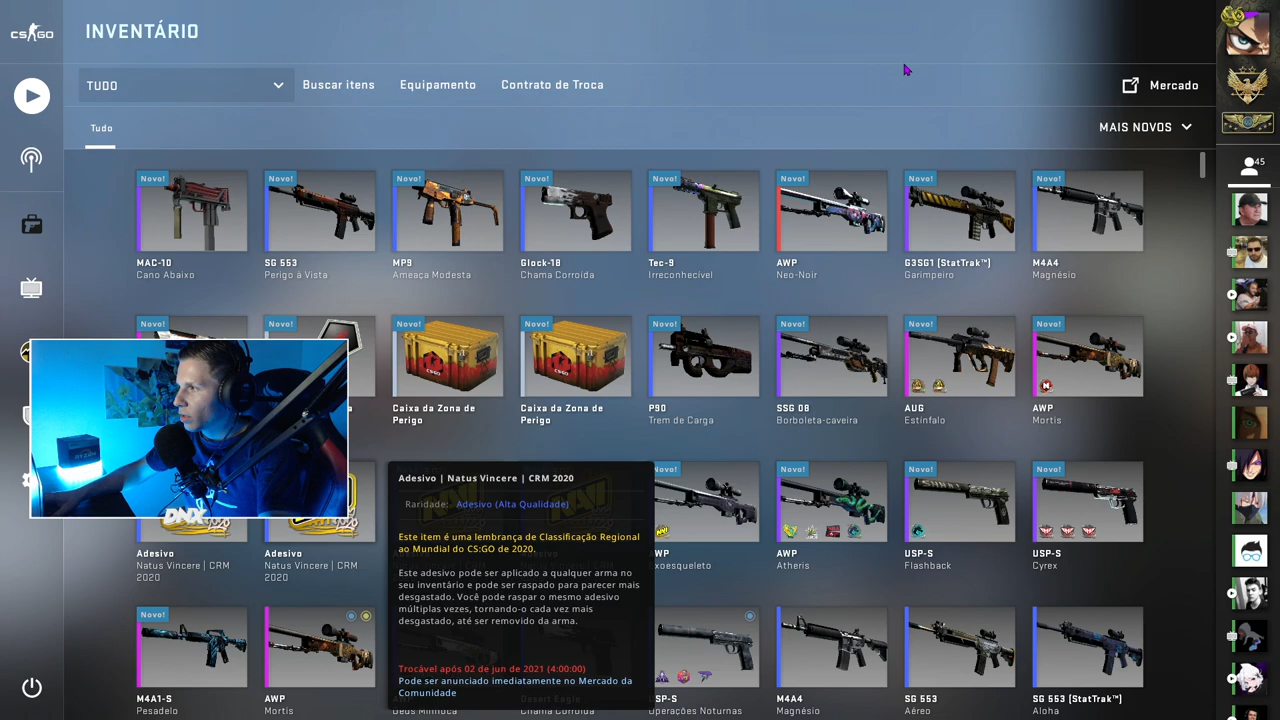 CS:GO
INVENTÁRIO
TUDO
Buscar itens
Equipamento
Contrato de Troca
Mercado
Tudo
MAIS NOVOS
45
Novo!
MAC-10
Cano Abaixo
Novo!
SG 553
Perigo à Vista
Novo!
MP9
Ameaça Modesta
Novo!
Glock-18
Chama Corroída
Novo!
Tec-9
Irreconhecível
Novo!
AWP
Neo-Noir
Novo!
G3SG1 (StatTrak™)
Garimpeiro
Novo!
M4A4
Magnésio
Novo!
Novo!
Novo!
Caixa da Zona de
Perigo
Novo!
Caixa da Zona de
Perigo
Novo!
P90
Trem de Carga
Novo!
SSG 08
Borboleta-caveira
Novo!
AUG
Estínfalo
Novo!
AWP
Mortis
DNX
Adesivo
Natus Vincere | CRM
2020
Adesivo
Natus Vincere | CRM
2020
Adesivo | Natus Vincere | CRM 2020
Raridade: Adesivo (Alta Qualidade)
Este item é uma lembrança de Classificação Regional
ao Mundial do CS:GO de 2020.
Este adesivo pode ser aplicado a qualquer arma no
seu inventário e pode ser raspado para parecer mais
desgastado. Você pode raspar o mesmo adesivo
múltiplas vezes, tornando-o cada vez mais
desgastado, até ser removido da arma.
Trocável após 02 de jun de 2021 (4:00:00)
Pode ser anunciado imediatamente no Mercado da
Comunidade
Novo!
AWP
Exoesqueleto
Novo!
AWP
Atheris
Novo!
USP-S
Flashback
Novo!
USP-S
Cyrex
Novo!
M4A1-S
Pesadelo
AWP
Mortis
Desert Eagle
Chama Corroída
USP-S
Operações Noturnas
M4A4
Magnésio
SG 553
Aéreo
SG 553 (StatTrak™)
Aloha